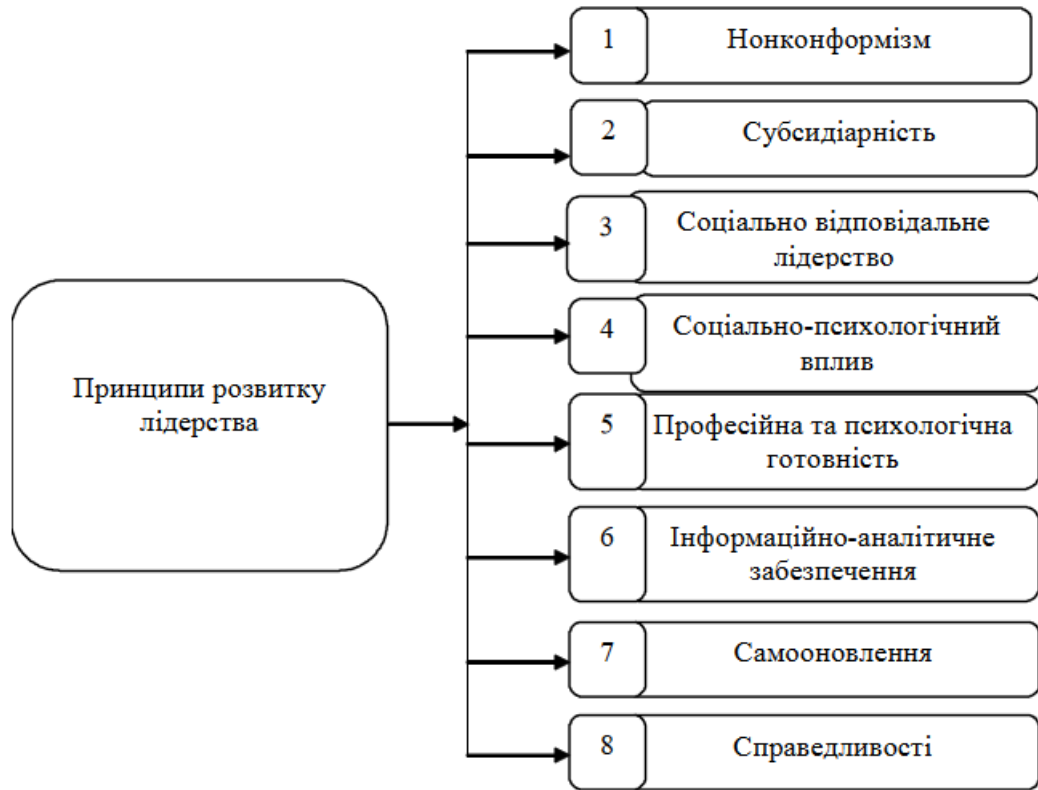 Принципи розвитку
лідерства
1
Нонконформізм
2
Субсидіарність
3
Соціально відповідальне
лідерство
4
Соціально-психологічний
вплив
5
Професійна та психологічна
готовність
6
Інформаційно-аналітичне
забезпечення
7
Самооновлення
8
Справедливості